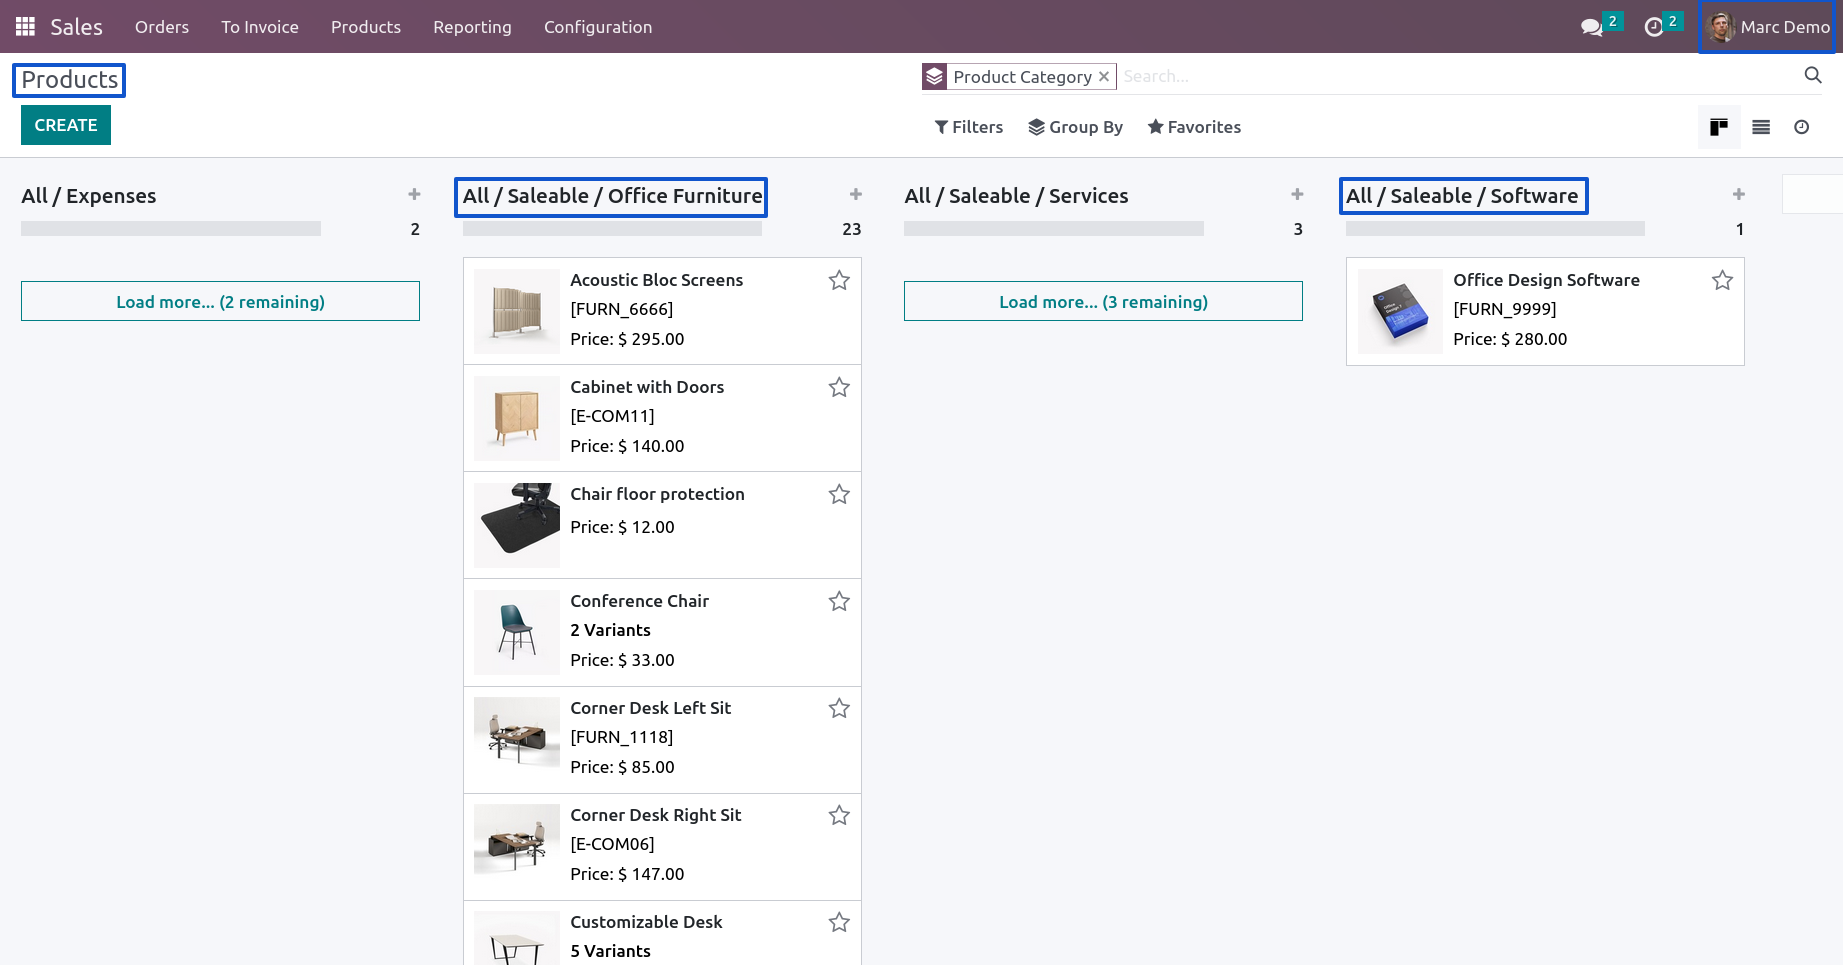 Sales
Orders
To Invoice
Products
Reporting
Configuration
2
2
Marc Demo
Products
Product Category
Search...
CREATE
Filters
Group By
Favorites
All / Expenses
2
Load more... (2 remaining)
All / Saleable / Office Furniture
23
Acoustic Bloc Screens
[FURN_6666]
Price: $ 295.00
Cabinet with Doors
[E-COM11]
Price: $ 140.00
Chair floor protection
Price: $ 12.00
Conference Chair
2 Variants
Price: $ 33.00
Corner Desk Left Sit
[FURN_1118]
Price: $ 85.00
Corner Desk Right Sit
[E-COM06]
Price: $ 147.00
Customizable Desk
5 Variants
All / Saleable / Services
3
Load more... (3 remaining)
All / Saleable / Software
1
Office Design Software
[FURN_9999]
Price: $ 280.00
Office
Design